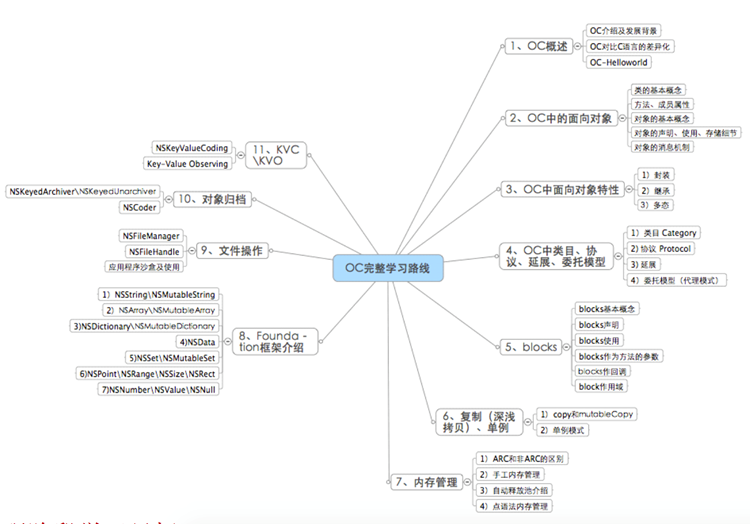 OC完整学习路线
1、OC概述
OC介绍及发展背景
OC对比C语言的差异化
OC-Helloworld
2、OC中的面向对象
类的基本概念
方法、成员属性
对象的基本概念
对象的声明、使用、存储细节
对象的消息机制
3、OC中面向对象特性
1）封装
2）继承
3）多态
4、OC中类目、协
议、延展、委托模型
1）类目 Category
2)协议 Protocol
3)延展
4）委托模型（代理模式）
5、blocks
blocks基本概念
blocks声明
blocks使用
blocks作为方法的参数
blocks作回调
block作用域
6、复制（深浅
拷贝）、单例
1）copy和mutableCopy
2）单例模式
7、内存管理
1）ARC和非ARC的区别
2）手工内存管理
3）自动释放池介绍
4）点语法内存管理
8、Founda -
tion框架介绍
1）NSString\NSMutableString
2）NSArray\NSMutableArray
3)NSDictionary\NSMutableDictionary
4)NSData
5)NSSet\NSMutableSet
6)NSPoint\NSRange\NSSize\NSRect
7)NSNumber\NSValue\NSNull
9、文件操作
NSFileManager
NSFileHandle
应用程序沙盒及使用
10、对象归档
NSKeyedArchiver\NSKeyedUnarchiver
NSCoder
11、KVC
\KVO
NSKeyValueCoding
Key-Value Observing